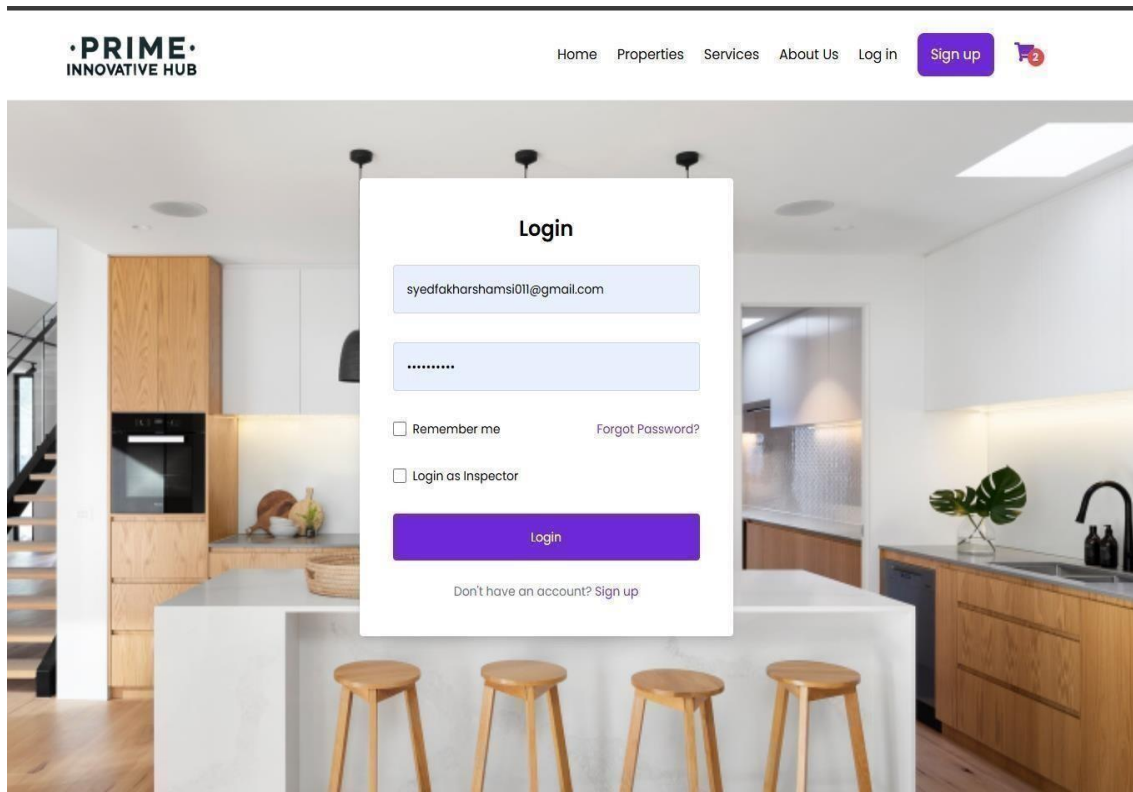 ·PRIME·
INNOVATIVE HUB
Home Properties Services About Us Log in Sign up 2
Login
syedfakharshamsi011@gmail.com
••••••••••
Remember me Forgot Password?
Login as Inspector
Login
Don't have an account? Sign up